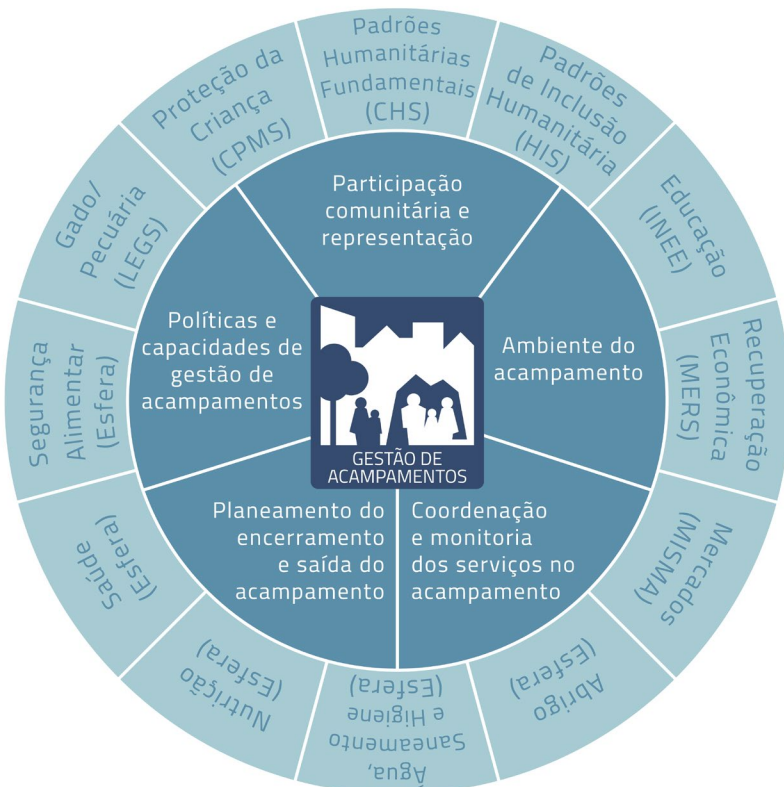 Padrões
Humanitárias
Fundamentais
(CHS)
Padrões
de Inclusão
Humanitária
(HIS)
Educação
(INEE)
Recuperação
Econômica
(MERS)
Mercados
(MISMA)
Abrigo
(Esfera)
Água,
Saneamento
e Higiene
(Esfera)
Nutrição
(Esfera)
Saúde
(Esfera)
Segurança
Alimentar
(Esfera)
Gado/
Pecuária
(LEGS)
Proteção da
Criança
(CPMS)
Participação
comunitária e
representação
Ambiente do
acampamento
Coordenação
e monitoria
dos serviços no
acampamento
Planeamento do
encerramento
e saída do
acampamento
Políticas e
capacidades de
gestão de
acampamentos
GESTÃO DE
ACAMPAMENTOS